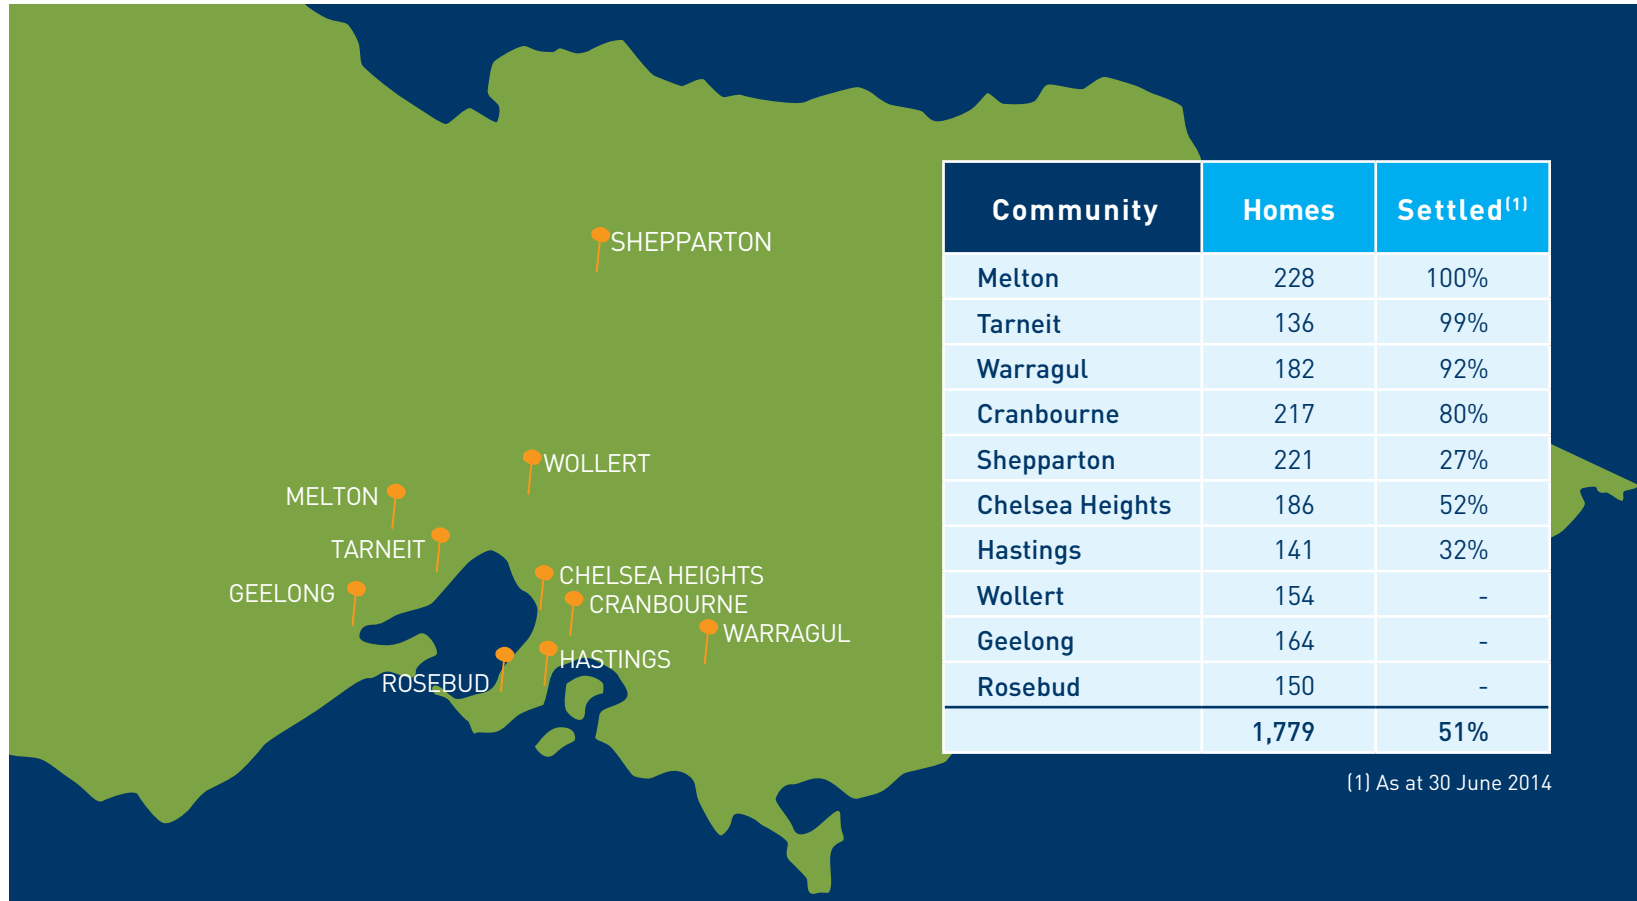 SHEPPARTON
WOLLERT
MELTON
TARNEIT
GEELONG
CHELSEA HEIGHTS
CRANBOURNE
WARRAGUL
HASTINGS
ROSEBUD
Community Homes Settled(1)
Melton 228 100%
Tarneit 136 99%
Warragul 182 92%
Cranbourne 217 80%
Shepparton 221 27%
Chelsea Heights 186 52%
Hastings 141 32%
Wollert 154 -
Geelong 164 -
Rosebud 150 -
1,779 51%
(1) As at 30 June 2014